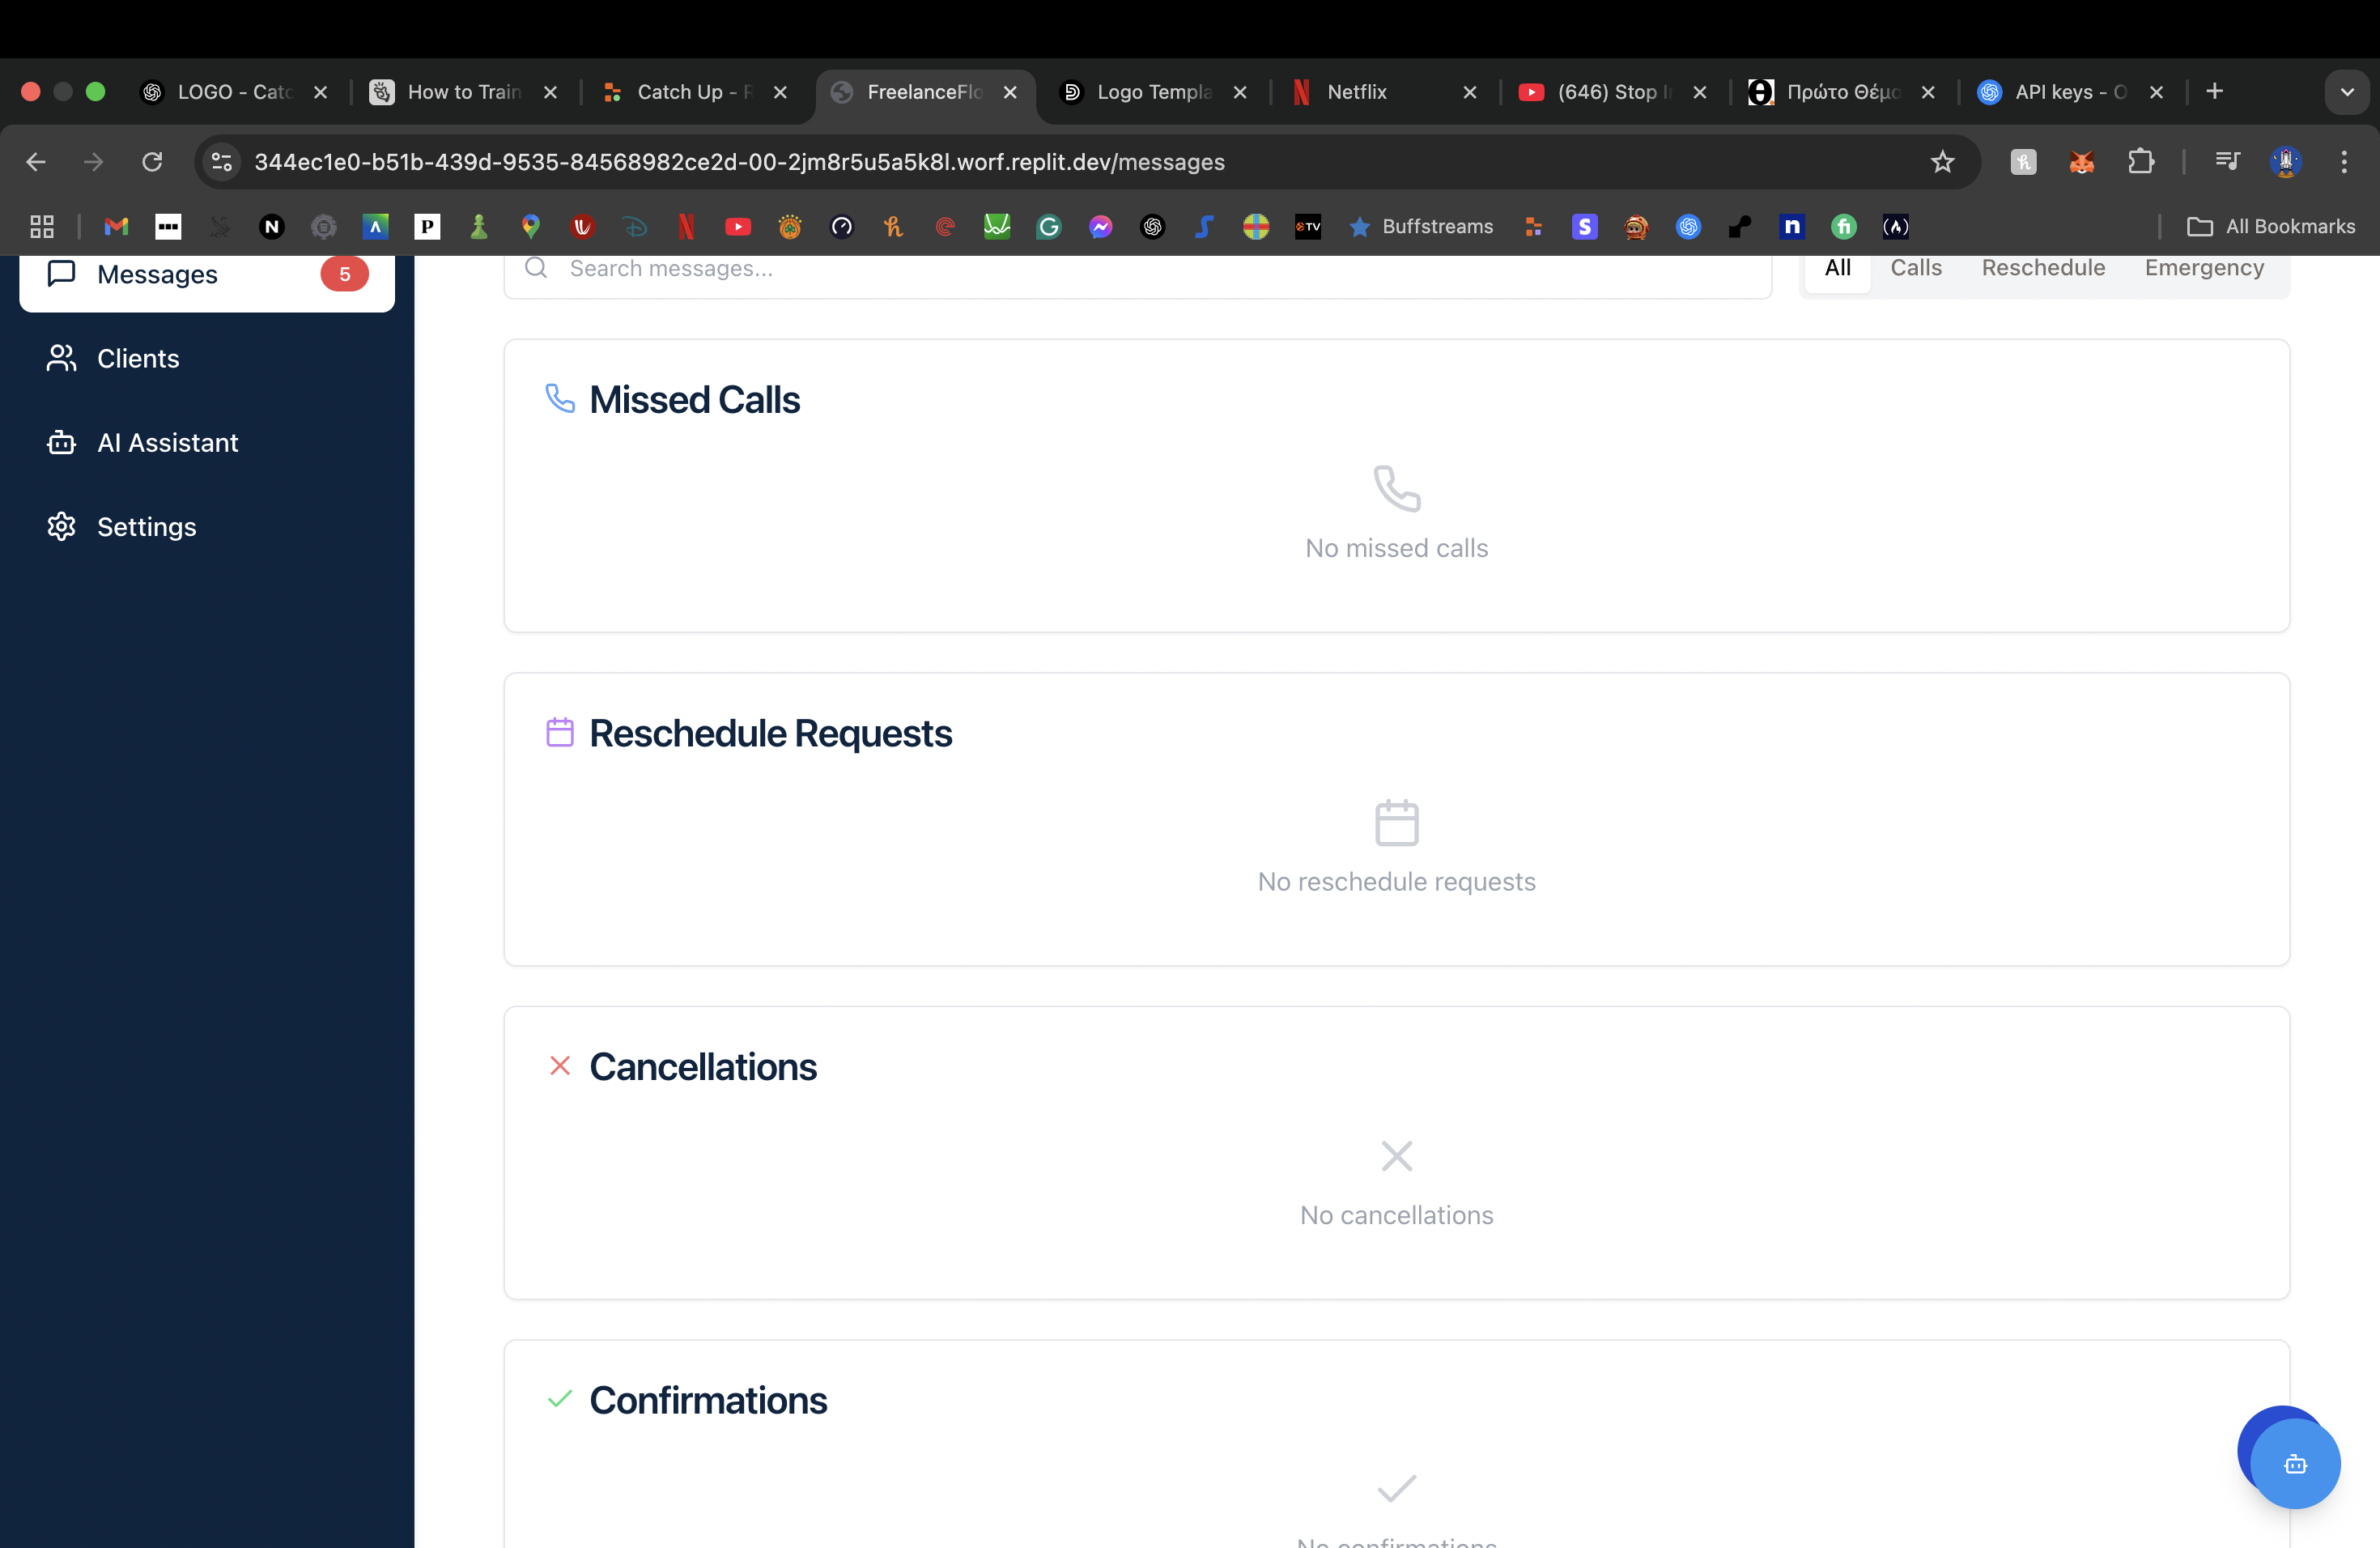 LOGO - Catc
How to Train
Catch Up - R
FreelanceFlo
Logo Templa
Netflix
(646) Stop I
Πρώτο Θέμα
API keys - O
344ec1e0-b51b-439d-9535-84568982ce2d-00-2jm8r5u5a5k8l.worf.replit.dev/messages
Buffstreams
All Bookmarks
Messages
5
Clients
AI Assistant
Settings
Search messages...
All
Calls
Reschedule
Emergency
Missed Calls
No missed calls
Reschedule Requests
No reschedule requests
Cancellations
No cancellations
Confirmations
No confirmations